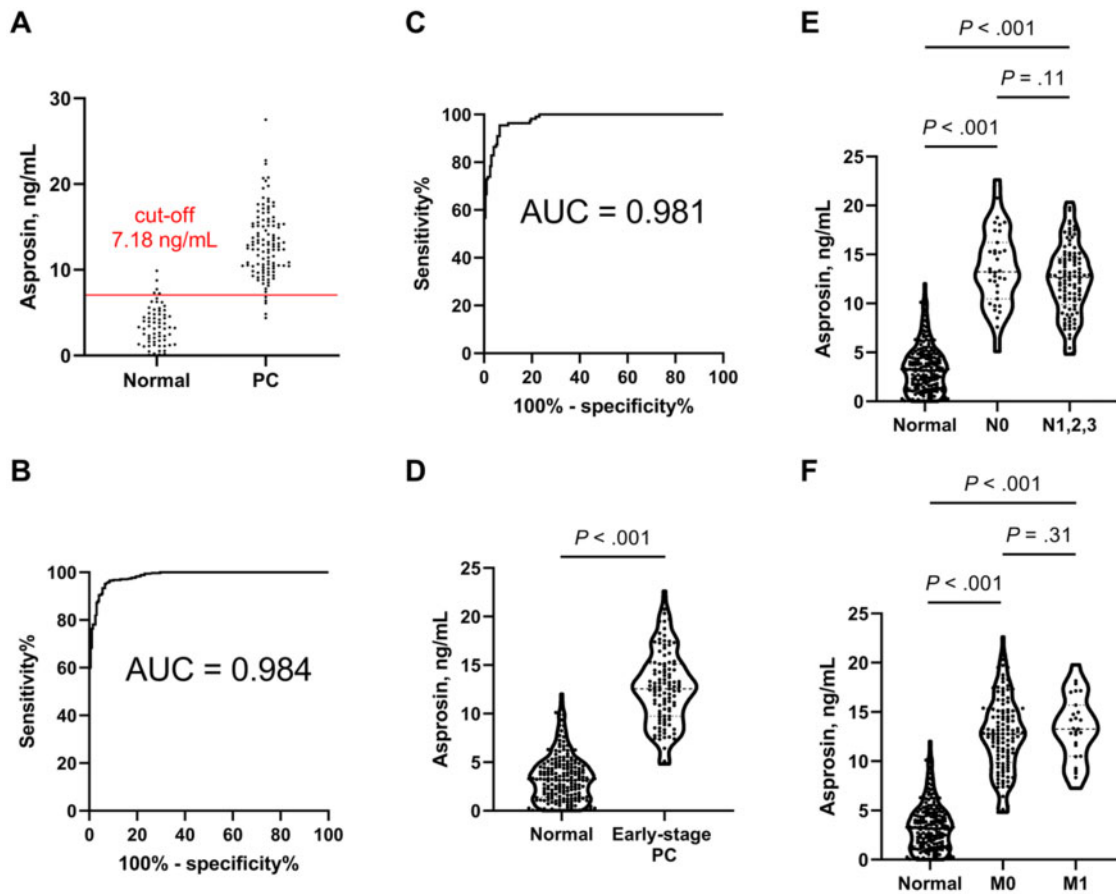 A
Asprosin, ng/mL
30
20
10
0
cut-off
7.18 ng/mL
Normal
PC
B
Sensitivity%
100
80
60
40
20
0
AUC = 0.984
0
20
40
60
80
100
100% - specificity%
C
Sensitivity%
100
80
60
40
20
0
AUC = 0.981
0
20
40
60
80
100
100% - specificity%
D
P < .001
Asprosin, ng/mL
25
20
15
10
5
0
Normal
Early-stage
PC
E
P < .001
P = .11
P < .001
Asprosin, ng/mL
25
20
15
10
5
0
Normal
N0
N1,2,3
F
P < .001
P = .31
P < .001
Asprosin, ng/mL
25
20
15
10
5
0
Normal
M0
M1